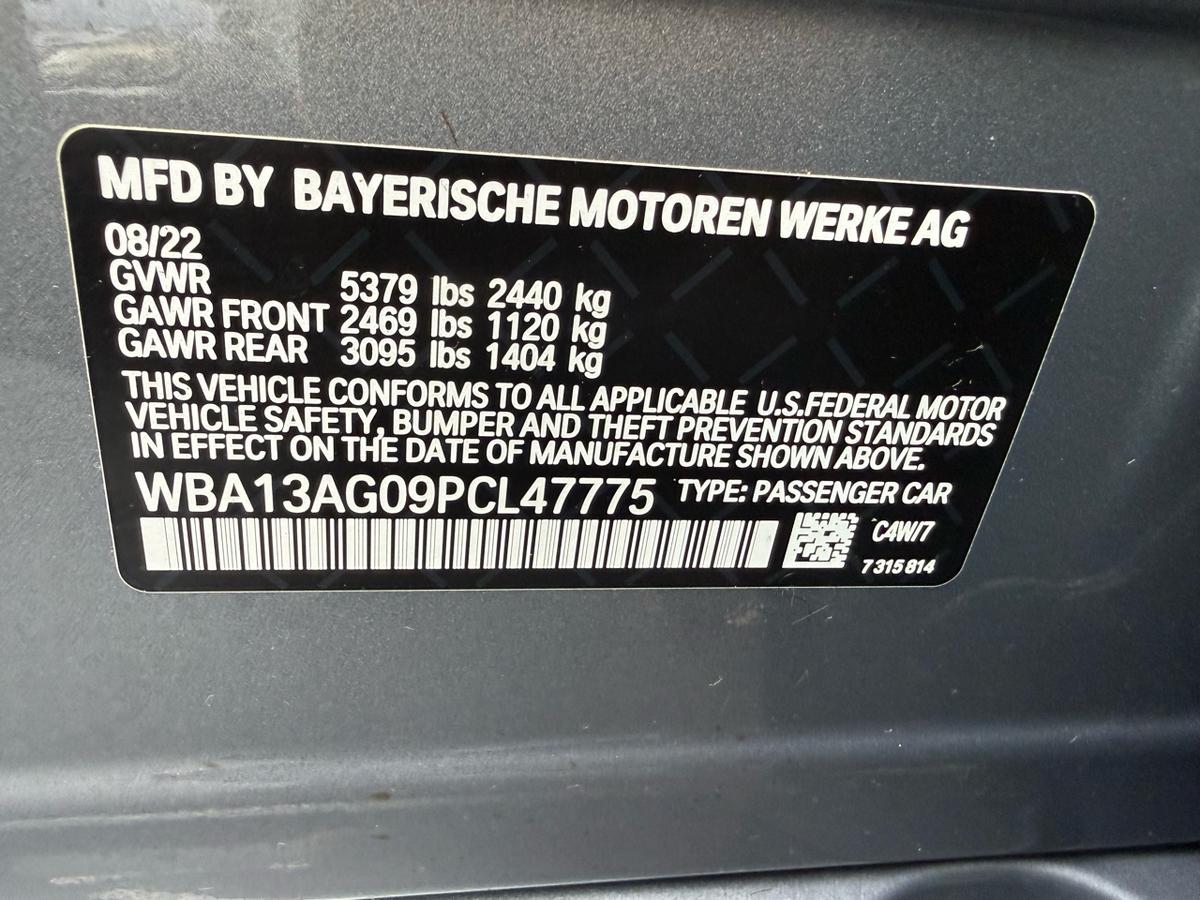 MFD BY BAYERISCHE MOTOREN WERKE AG
08/22
GVWR 5379 lbs 2440 kg
GAWR FRONT 2469 lbs 1120 kg
GAWR REAR 3095 lbs 1404 kg
THIS VEHICLE CONFORMS TO ALL APPLICABLE U.S.FEDERAL MOTOR
VEHICLE SAFETY, BUMPER AND THEFT PREVENTION STANDARDS
IN EFFECT ON THE DATE OF MANUFACTURE SHOWN ABOVE.
WBA13AG09PCL47775 TYPE: PASSENGER CAR
C4W/7
7 315 814